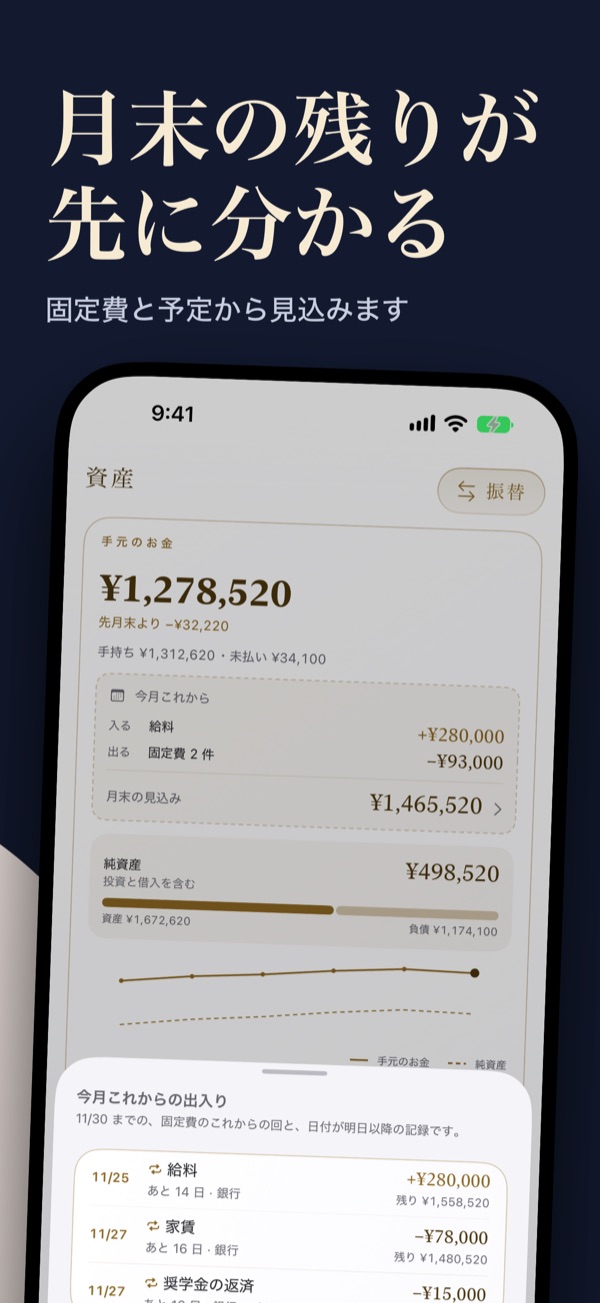 月末の残りが
先に分かる
固定費と予定から見込みます
9:41
資産
振替
手元のお金
¥1,278,520
先月末より −¥32,220
手持ち ¥1,312,620・未払い ¥34,100
今月これから
入る 給料 +¥280,000
出る 固定費 2 件 −¥93,000
月末の見込み ¥1,465,520
純資産 ¥498,520
投資と借入を含む
資産 ¥1,672,620 負債 ¥1,174,100
手元のお金 純資産
今月これからの出入り
11/30 までの、固定費のこれからの回と、日付が明日以降の記録です。
11/25 給料 +¥280,000
あと 14 日 · 銀行 残り ¥1,558,520
11/27 家賃 −¥78,000
あと 16 日 · 銀行 残り ¥1,480,520
11/27 奨学金の返済 −¥15,000